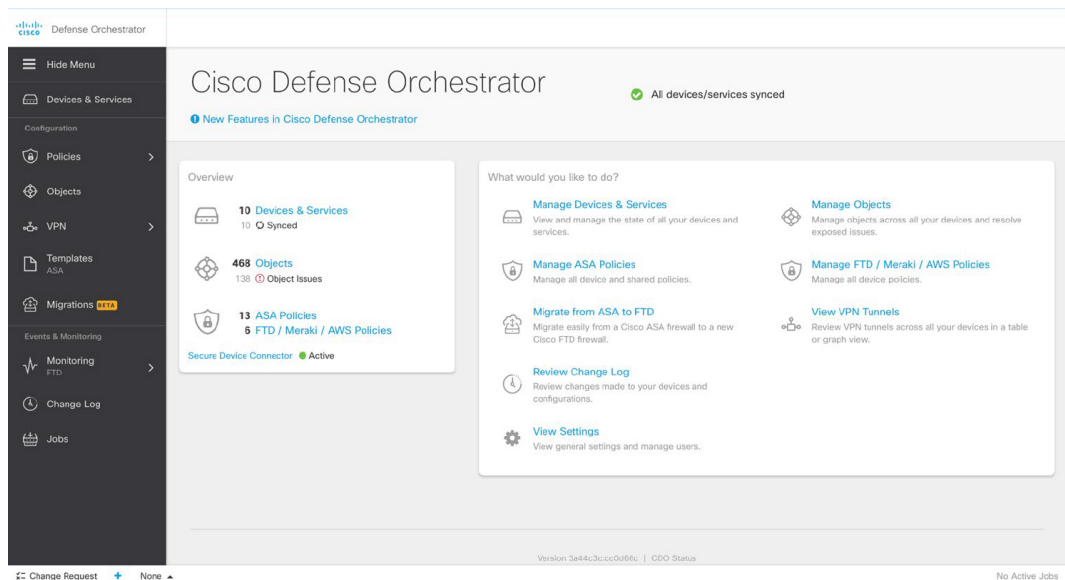 CISCO
Defense Orchestrator
Hide Menu
Devices & Services
Configuration
Policies
Objects
VPN
Templates
ASA
Migrations BETA
Events & Monitoring
Monitoring
FTD
Change Log
Jobs
Cisco Defense Orchestrator
All devices/services synced
New Features in Cisco Defense Orchestrator
Overview
10 Devices & Services
10 Synced
468 Objects
138 Object Issues
13 ASA Policies
6 FTD / Meraki / AWS Policies
Secure Device Connector Active
What would you like to do?
Manage Devices & Services
View and manage the state of all your devices and
services.
Manage ASA Policies
Manage all device and shared policies.
Migrate from ASA to FTD
Migrate easily from a Cisco ASA firewall to a new
Cisco FTD firewall.
Review Change Log
Review changes made to your devices and
configurations.
View Settings
View general settings and manage users.
Manage Objects
Manage objects across all your devices and resolve
exposed issues.
Manage FTD / Meraki / AWS Policies
Manage all device policies.
View VPN Tunnels
Review VPN tunnels across all your devices in a table
or graph view.
Version | CDO Status
Change Request + None
No Active Jobs